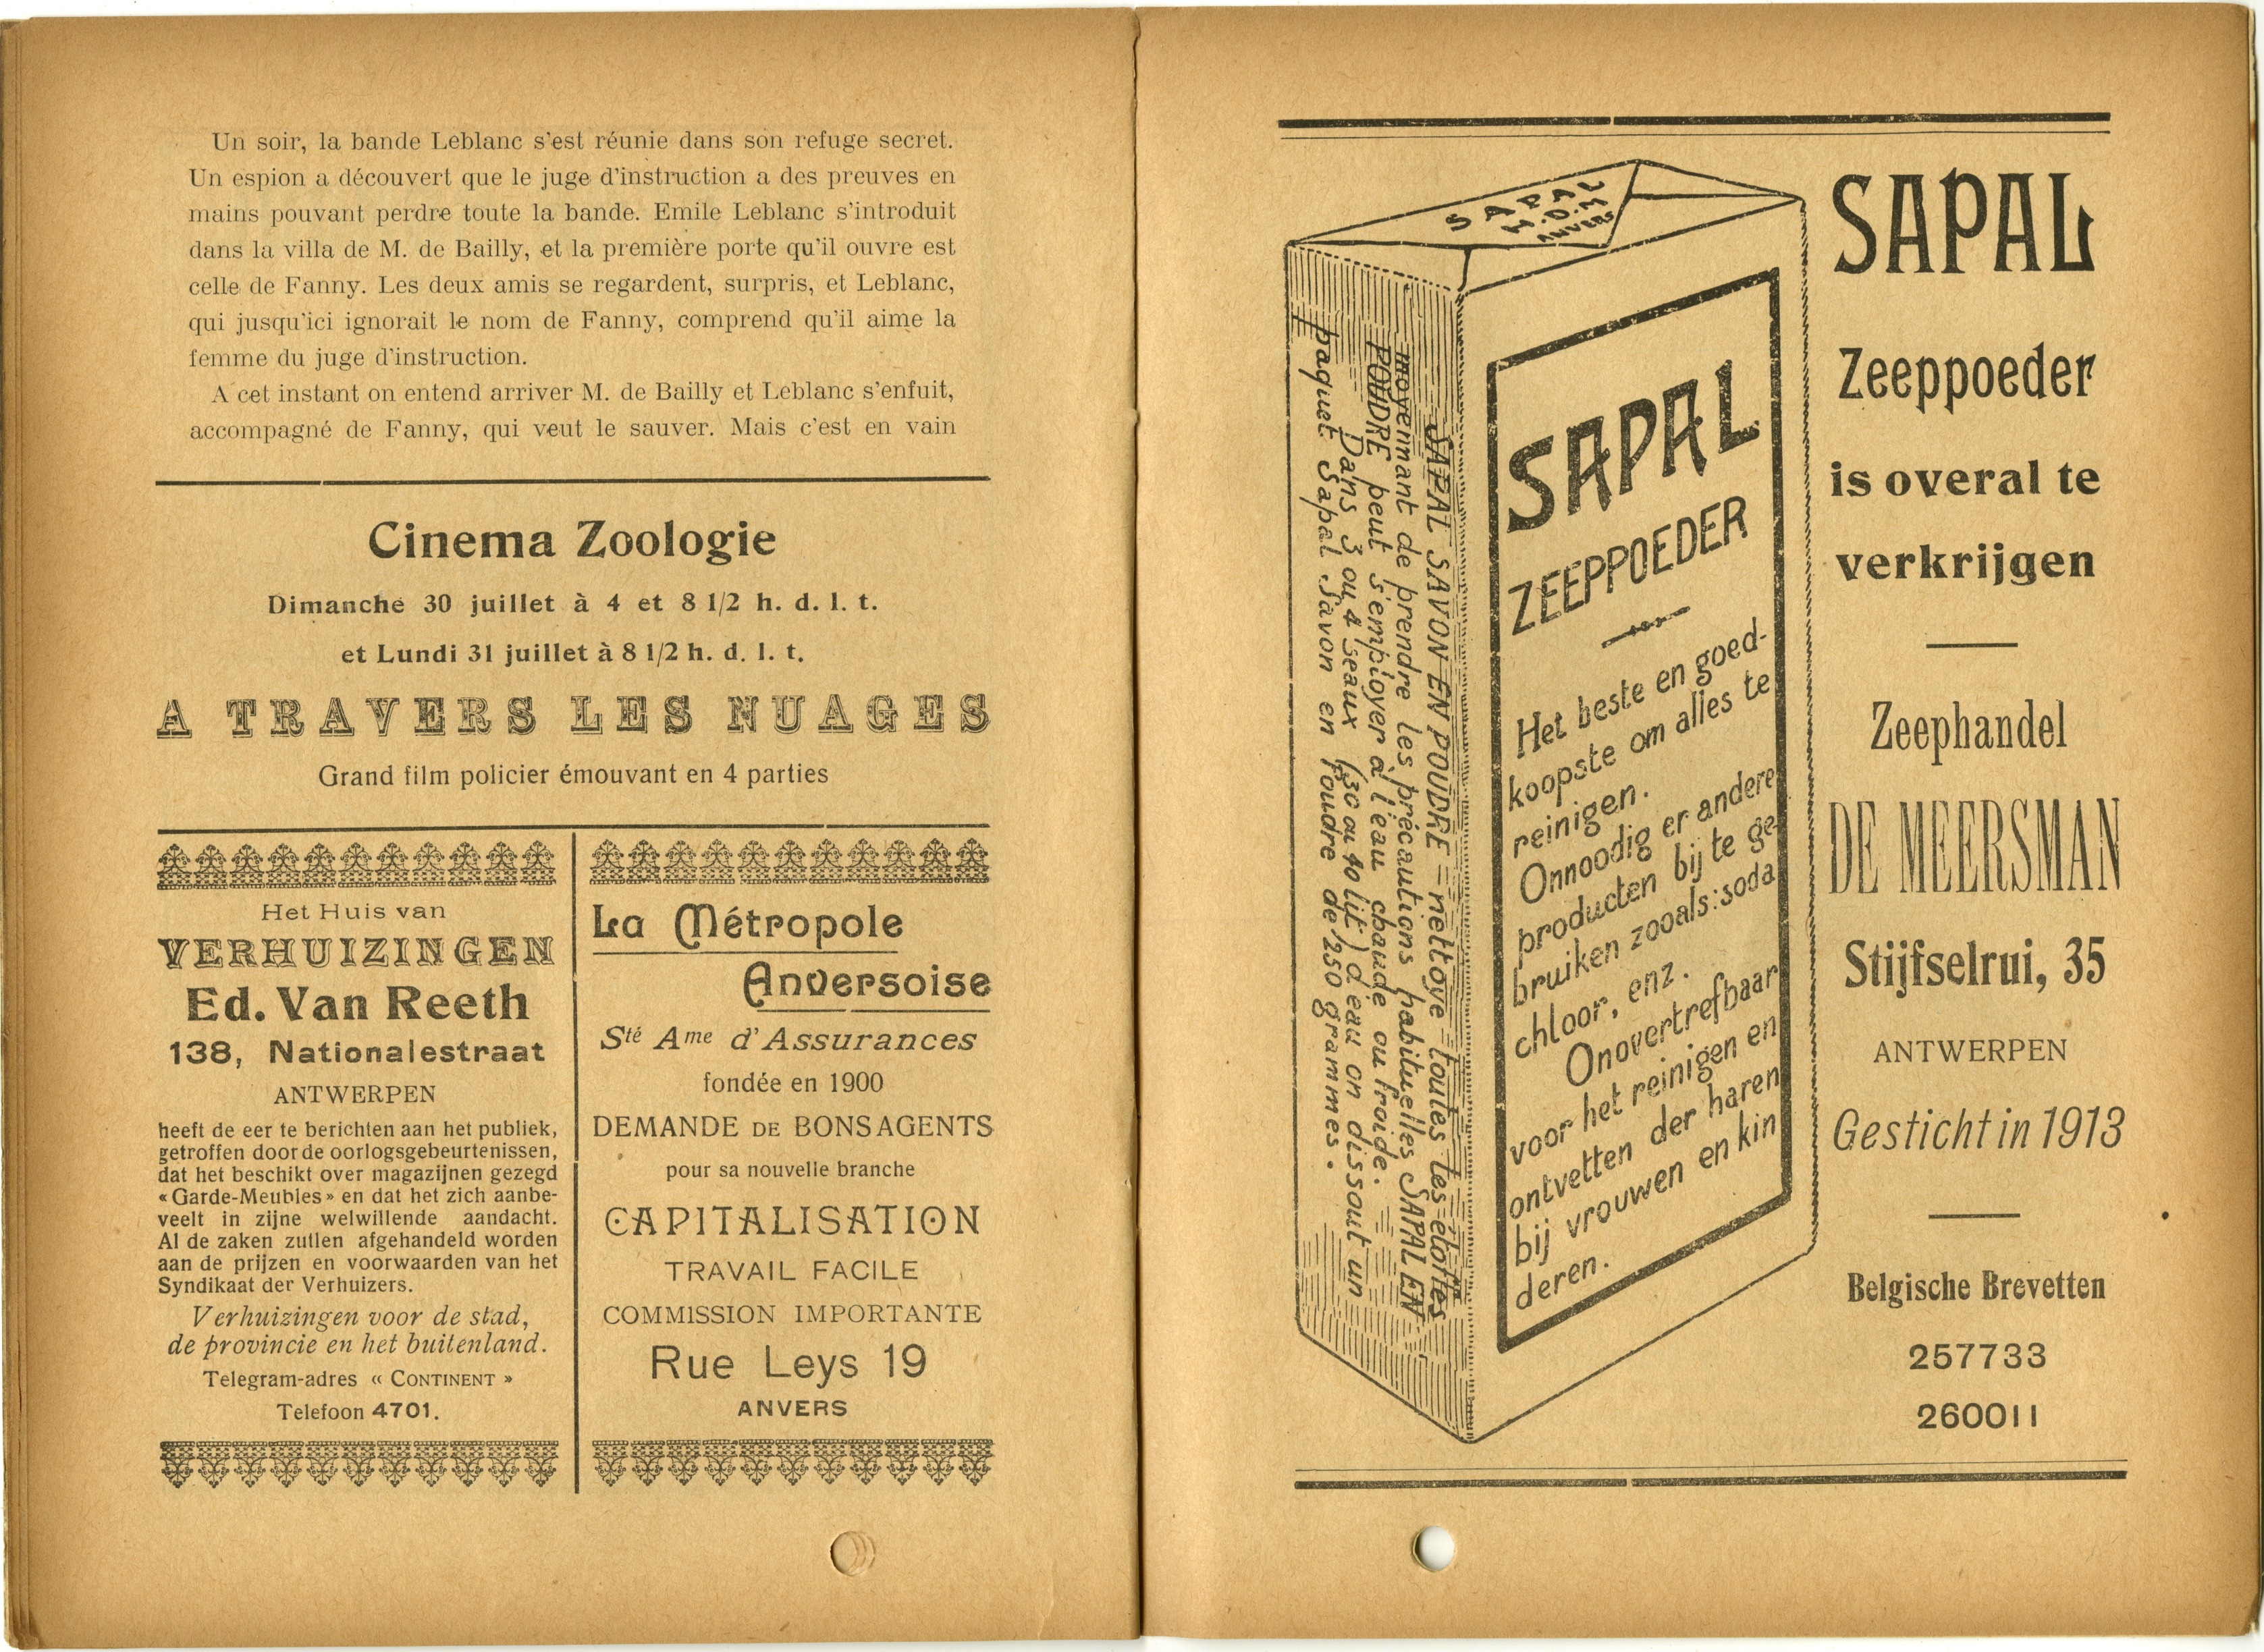 Un soir, la bande Leblanc s'est réunie dans son refuge secret.
Un espion a découvert que le juge d'instruction a des preuves en
mains pouvant perdre toute la bande. Emile Leblanc s'introduit
dans la villa de M. de Bailly, et la première porte qu'il ouvre est
celle de Fanny. Les deux amis se regardent, surpris, et Leblanc,
qui jusqu'ici ignorait le nom de Fanny, comprend qu'il aime la
femme du juge d'instruction.
A cet instant on entend arriver M. de Bailly et Leblanc s'enfuit,
accompagné de Fanny, qui veut le sauver. Mais c'est en vain
Cinema Zoologie
Dimanche 30 juillet à 4 et 8 1/2 h. d. l. t.
et Lundi 31 juillet à 8 1/2 h. d. l. t.
A TRAVERS LES NUAGES
Grand film policier émouvant en 4 parties
Het Huis van
VERHUIZINGEN
Ed. Van Reeth
138, Nationalestraat
ANTWERPEN
heeft de eer te berichten aan het publiek,
getroffen door de oorlogsgebeurtenissen,
dat het beschikt over magazijnen gezegd
« Garde-Meubles » en dat het zich aanbe-
veelt in zijne welwillende aandacht.
Al de zaken zullen afgehandeld worden
aan de prijzen en voorwaarden van het
Syndikaat der Verhuizers.
Verhuizingen voor de stad,
de provincie en het buitenland.
Telegram-adres « CONTINENT »
Telefoon 4701.
La Métropole
Anversoise
Sté Ame d'Assurances
fondée en 1900
DEMANDE DE BONS AGENTS
pour sa nouvelle branche
CAPITALISATION
TRAVAIL FACILE
COMMISSION IMPORTANTE
Rue Leys 19
ANVERS
SAPAL
H.D.M
ANVERS
SAPAL SAVON EN POUDRE = nettoye = toutes les etoffes
moyennant de prendre les précautions habituelles SAPAL EN
POUDRE peut s'employer à l'eau chaude ou froide.
Dans 3 ou 4 seaux (30 ou 40 lit) d'eau on dissout un
paquet Sapal Savon en Poudre de 250 grammes.
SAPAL
ZEEPPOEDER
Het beste en goed-
koopste om alles te
reinigen.
Onnoodig er andere
producten bij te ge-
bruiken zooals: soda
chloor, enz.
Onovertrefbaar
voor het reinigen en
ontvetten der haren
bij vrouwen en kin
deren.
SAPAL
Zeeppoeder
is overal te
verkrijgen
Zeephandel
DE MEERSMAN
Stijfselrui, 35
ANTWERPEN
Gesticht in 1913
Belgische Brevetten
257733
260011